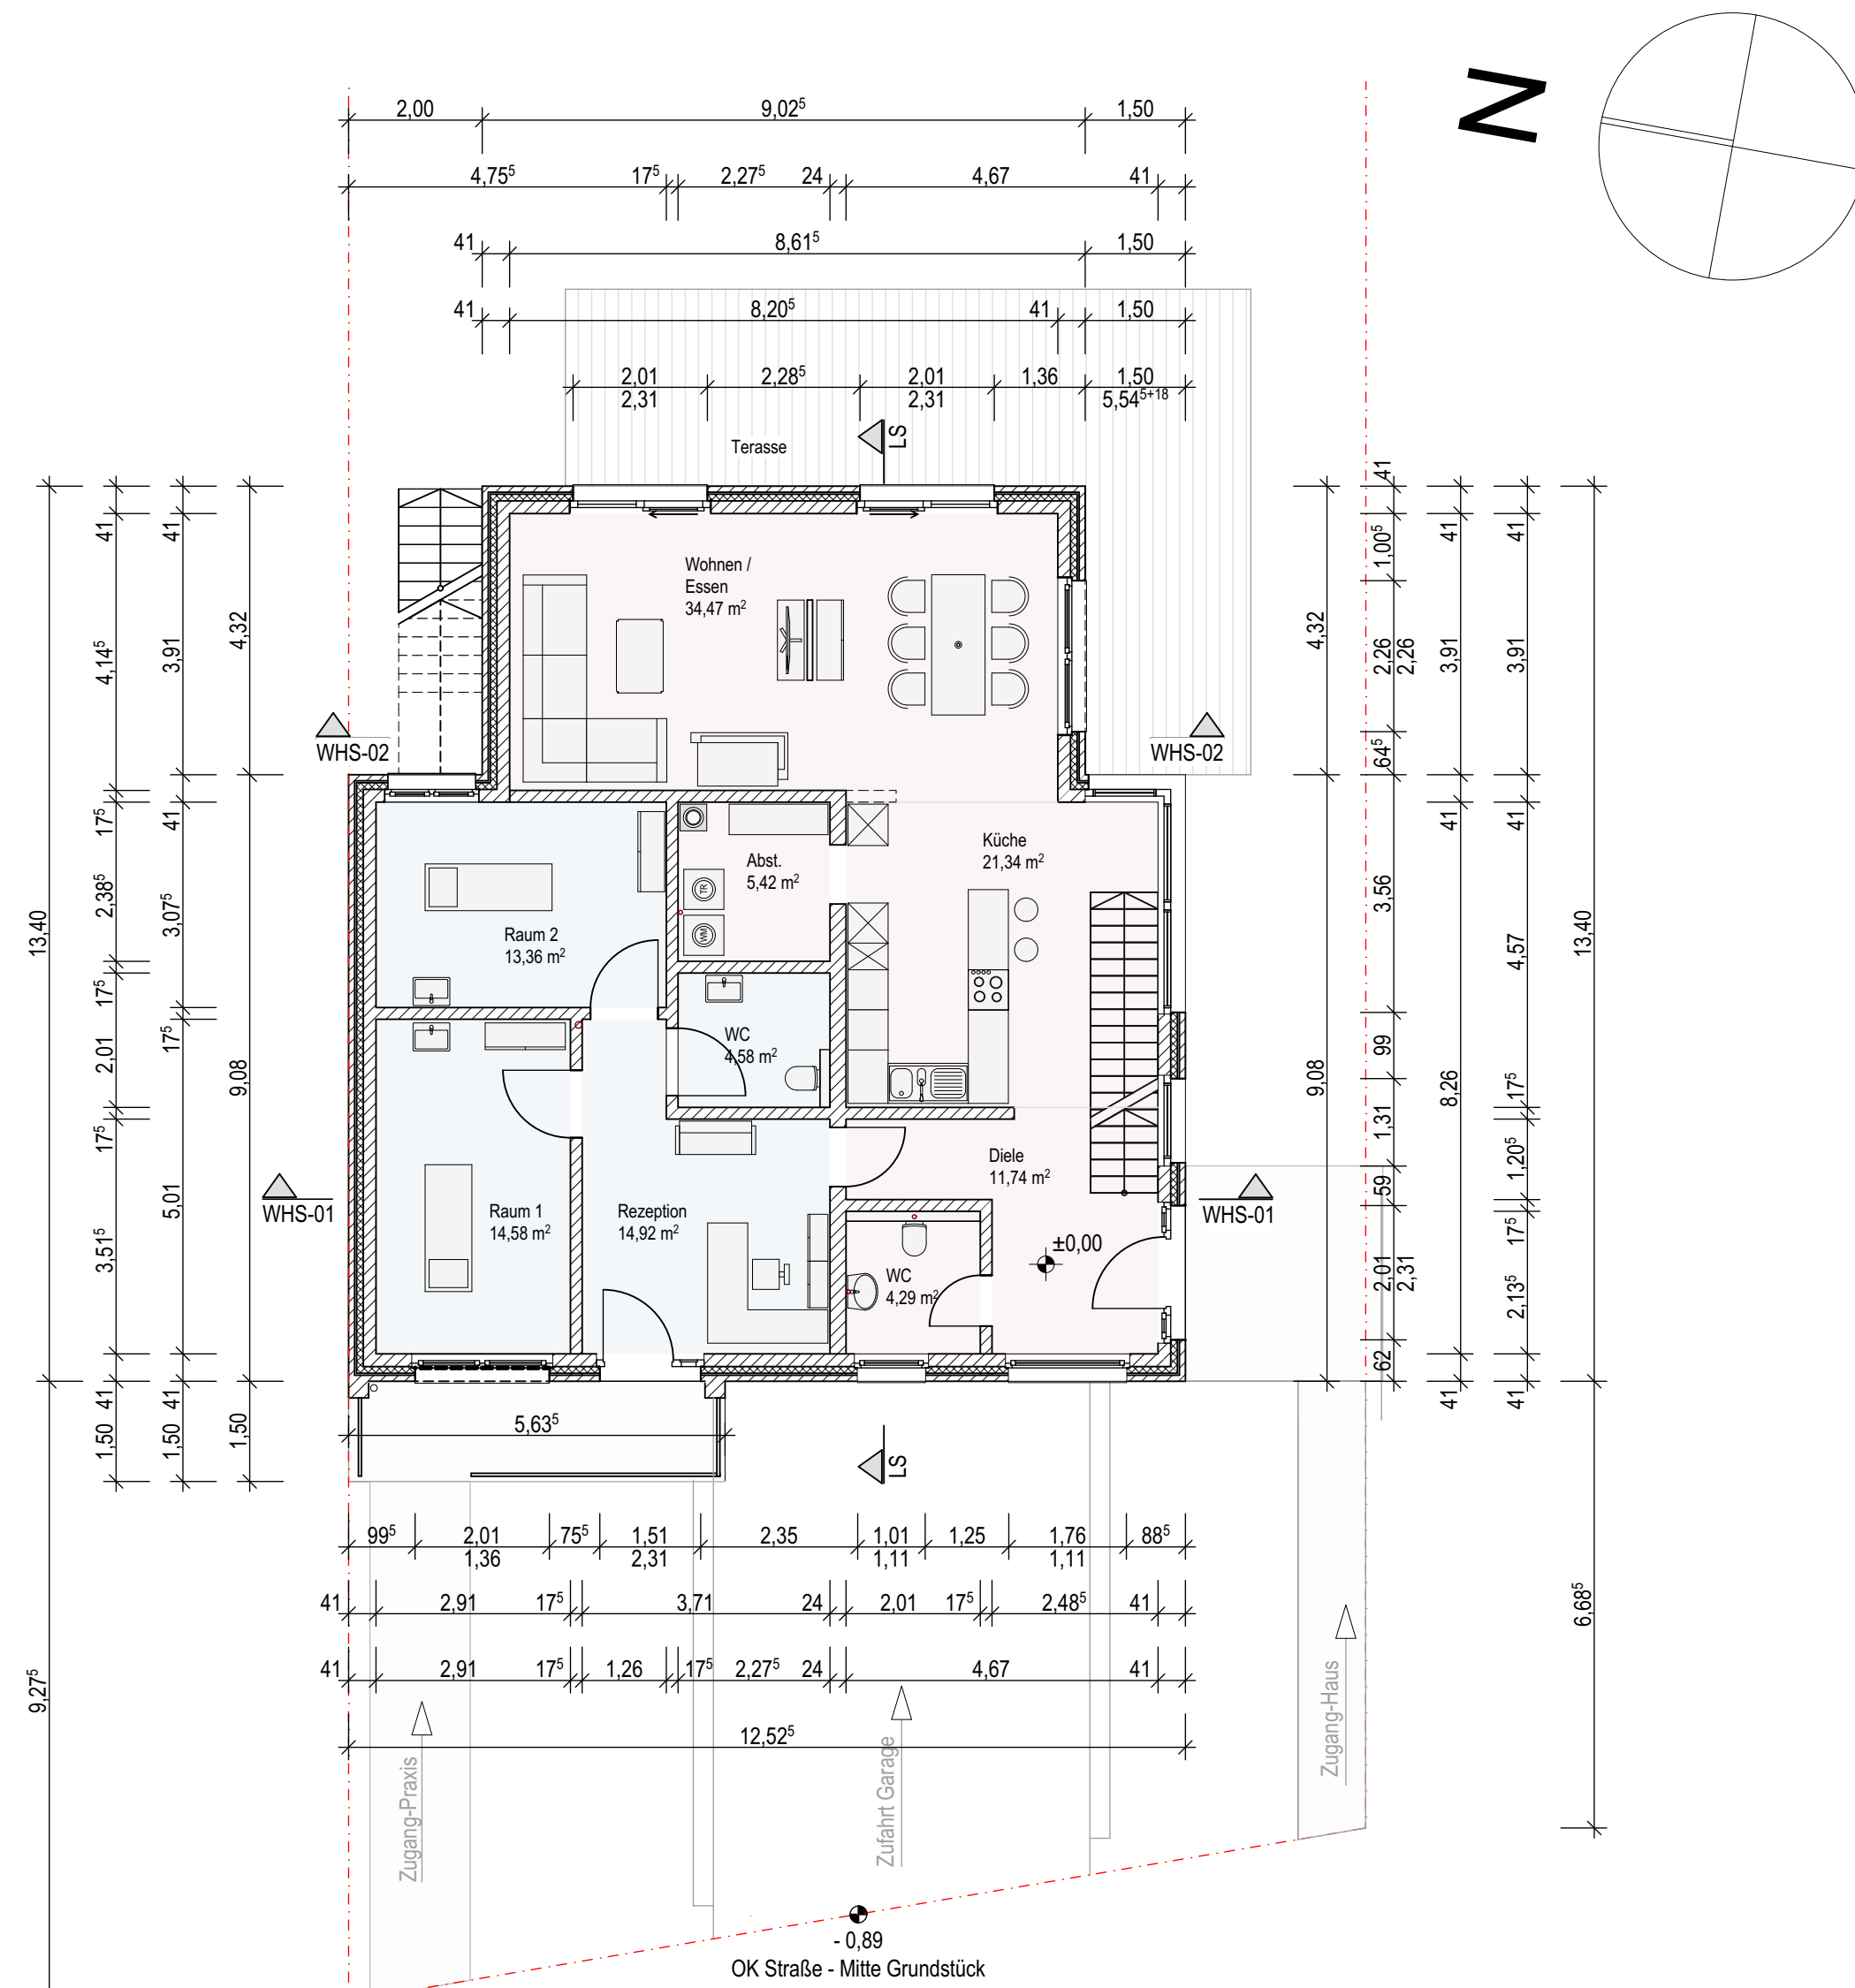 N
2,00 9,02⁵ 1,50
4,75⁵ 17⁵ 2,27⁵ 24 4,67 41
41 8,61⁵ 1,50
41 8,20⁵ 41 1,50
2,01 2,28⁵ 2,01 1,36 1,50
2,31 2,31 5,54⁵⁺¹⁸
Terasse
LS
13,40
41 4,14⁵ 17⁵ 2,38⁵ 17⁵ 2,01 17⁵ 3,51⁵ 41 1,50
41 3,91 41 3,07⁵ 17⁵ 5,01 41 1,50
4,32 9,08 1,50
9,27⁵
Wohnen /
Essen
34,47 m²
WHS-02
WHS-02
Küche
21,34 m²
Abst.
5,42 m²
TR
WM
Raum 2
13,36 m²
WC
4,58 m²
Diele
11,74 m²
Raum 1
14,58 m²
Rezeption
14,92 m²
WHS-01
WHS-01
±0,00
WC
4,29 m²
4,32 9,08
41 1,00⁵ 2,26 64⁵ 3,56 99 1,31 59 2,01 62
2,26 2,31
41 3,91 41 8,26 41
41 3,91 41 4,57 17⁵ 1,20⁵ 17⁵ 2,13⁵ 41
13,40 6,68⁵
5,63⁵
LS
99⁵ 2,01 75⁵ 1,51 2,35 1,01 1,25 1,76 88⁵
1,36 2,31 1,11 1,11
41 2,91 17⁵ 3,71 24 2,01 17⁵ 2,48⁵ 41
41 2,91 17⁵ 1,26 17⁵ 2,27⁵ 24 4,67 41
12,52⁵
Zugang-Praxis
Zufahrt Garage
Zugang-Haus
- 0,89
OK Straße - Mitte Grundstück